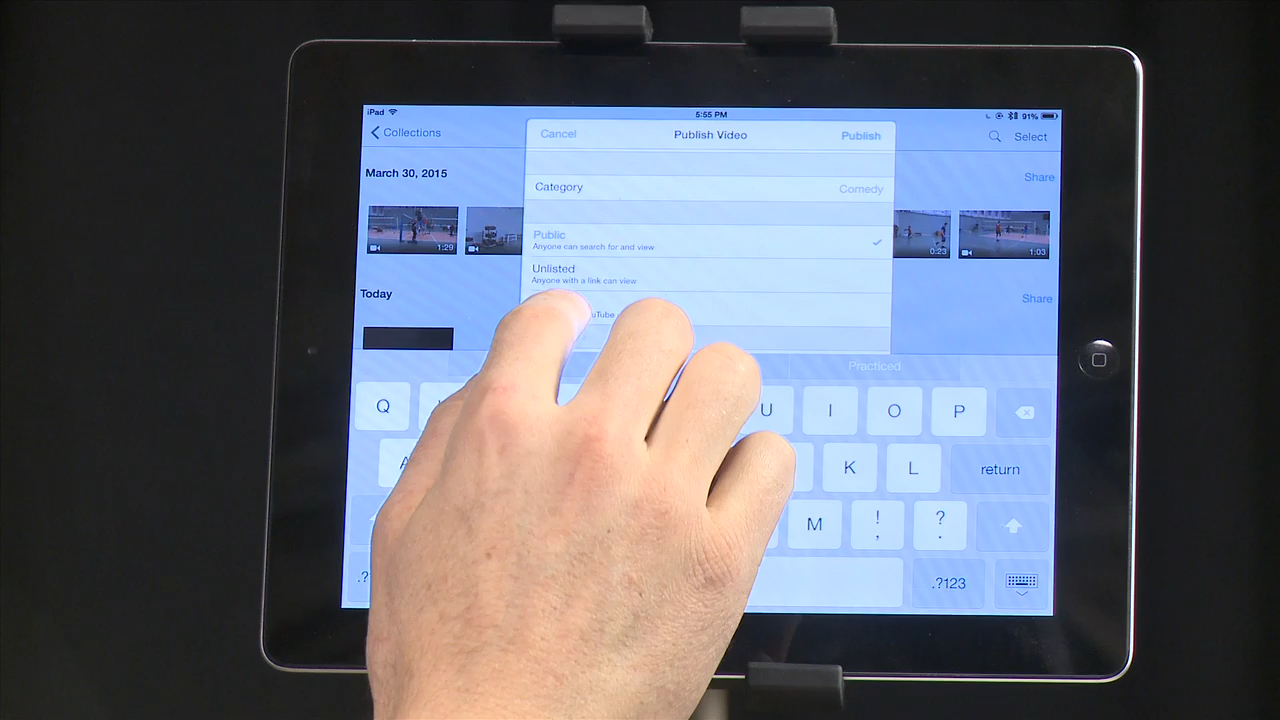 iPad 5:55 PM 91%
Collections Select
Cancel Publish Video Publish
March 30, 2015 Share
Category Comedy
1:29 0:23 1:03
Public
Anyone can search for and view
Unlisted
Anyone with a link can view
Today Share
uTube
Practiced
Q U I O P
A K L return
M ! , ? .
.? .?123